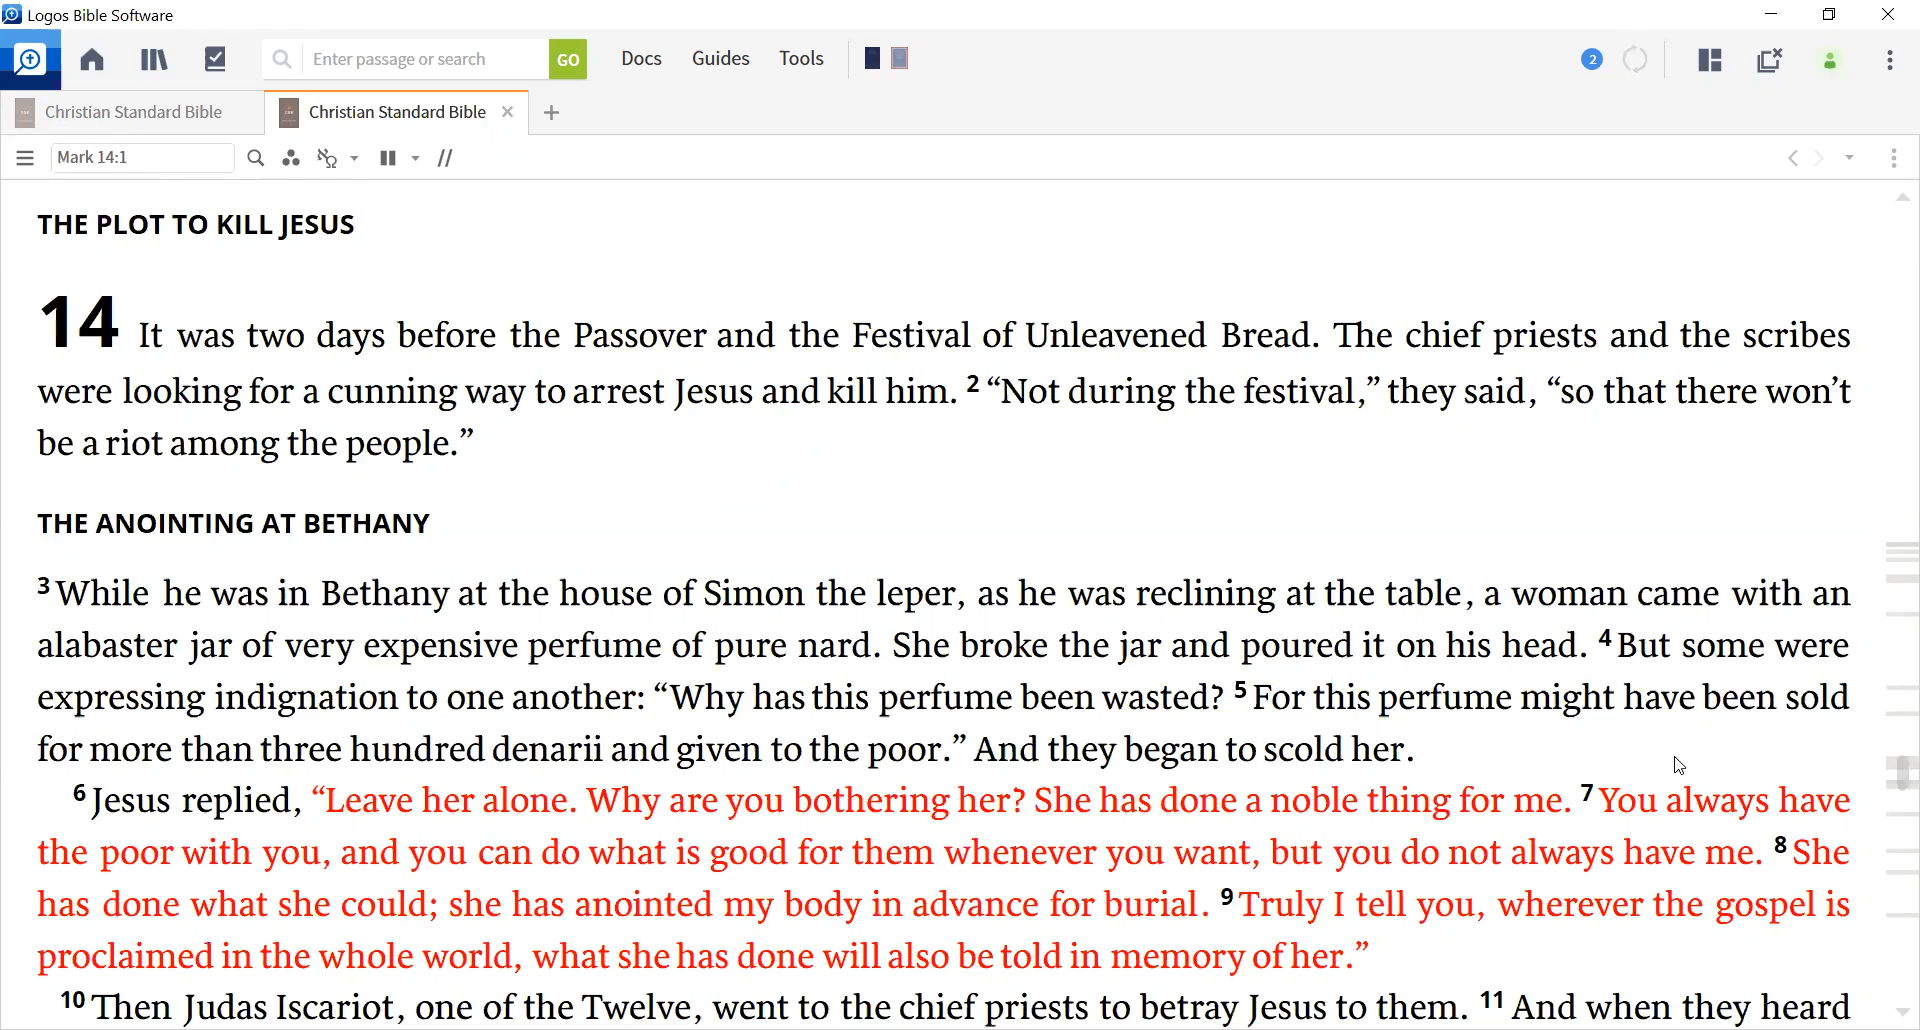 Logos Bible Software
Enter passage or search GO Docs Guides Tools 2
Christian Standard Bible Christian Standard Bible
Mark 14:1
THE PLOT TO KILL JESUS
14 It was two days before the Passover and the Festival of Unleavened Bread. The chief priests and the scribes
were looking for a cunning way to arrest Jesus and kill him. 2 “Not during the festival,” they said, “so that there won’t
be a riot among the people.”
THE ANOINTING AT BETHANY
3 While he was in Bethany at the house of Simon the leper, as he was reclining at the table, a woman came with an
alabaster jar of very expensive perfume of pure nard. She broke the jar and poured it on his head. 4 But some were
expressing indignation to one another: “Why has this perfume been wasted? 5 For this perfume might have been sold
for more than three hundred denarii and given to the poor.” And they began to scold her.
6 Jesus replied, “Leave her alone. Why are you bothering her? She has done a noble thing for me. 7 You always have
the poor with you, and you can do what is good for them whenever you want, but you do not always have me. 8 She
has done what she could; she has anointed my body in advance for burial. 9 Truly I tell you, wherever the gospel is
proclaimed in the whole world, what she has done will also be told in memory of her.”
10 Then Judas Iscariot, one of the Twelve, went to the chief priests to betray Jesus to them. 11 And when they heard